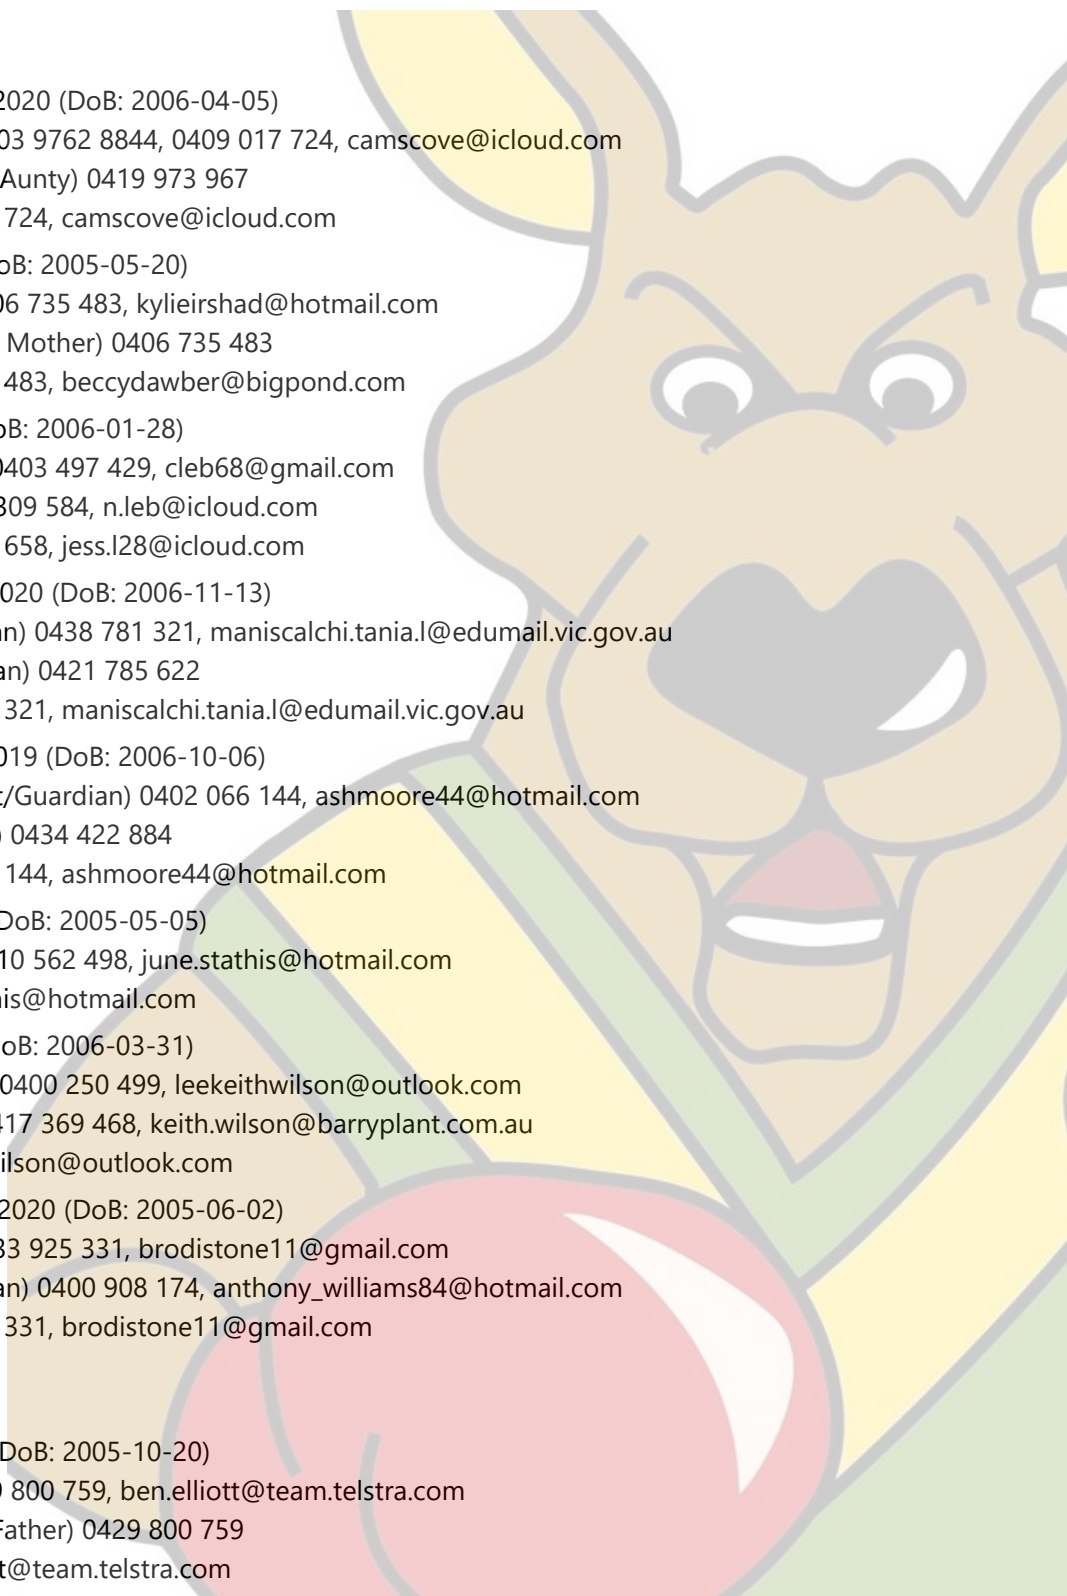 2020 (DoB: 2006-04-05)
03 9762 8844, 0409 017 724, camscove@icloud.com
Aunty) 0419 973 967
724, camscove@icloud.com
oB: 2005-05-20)
06 735 483, kylieirshad@hotmail.com
Mother) 0406 735 483
483, beccydawber@bigpond.com
oB: 2006-01-28)
0403 497 429, cleb68@gmail.com
309 584, n.leb@icloud.com
658, jess.l28@icloud.com
020 (DoB: 2006-11-13)
an) 0438 781 321, maniscalchi.tania.l@edumail.vic.gov.au
an) 0421 785 622
321, maniscalchi.tania.l@edumail.vic.gov.au
019 (DoB: 2006-10-06)
t/Guardian) 0402 066 144, ashmoore44@hotmail.com
) 0434 422 884
144, ashmoore44@hotmail.com
DoB: 2005-05-05)
10 562 498, june.stathis@hotmail.com
his@hotmail.com
oB: 2006-03-31)
0400 250 499, leekeithwilson@outlook.com
417 369 468, keith.wilson@barryplant.com.au
ilson@outlook.com
2020 (DoB: 2005-06-02)
33 925 331, brodistone11@gmail.com
an) 0400 908 174, anthony_williams84@hotmail.com
331, brodistone11@gmail.com
DoB: 2005-10-20)
9 800 759, ben.elliott@team.telstra.com
Father) 0429 800 759
t@team.telstra.com